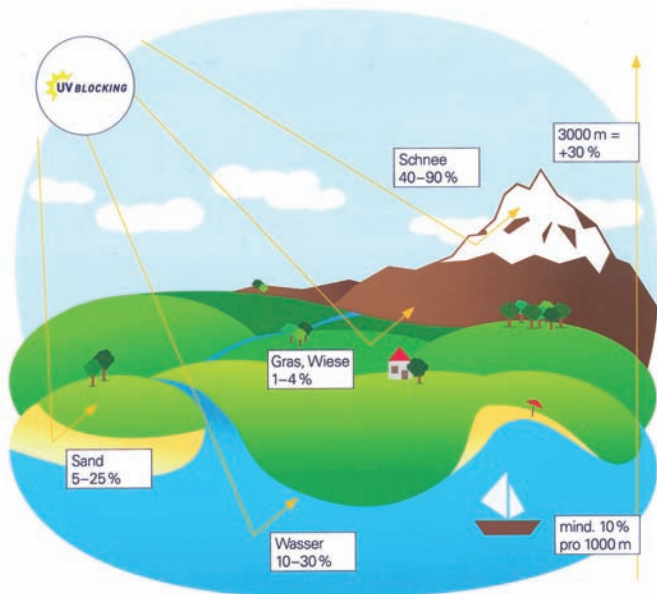 UV BLOCKING
3000 m =
+30 %
Schnee
40–90 %
Gras, Wiese
1–4 %
Sand
5–25 %
Wasser
10–30 %
mind. 10 %
pro 1000 m